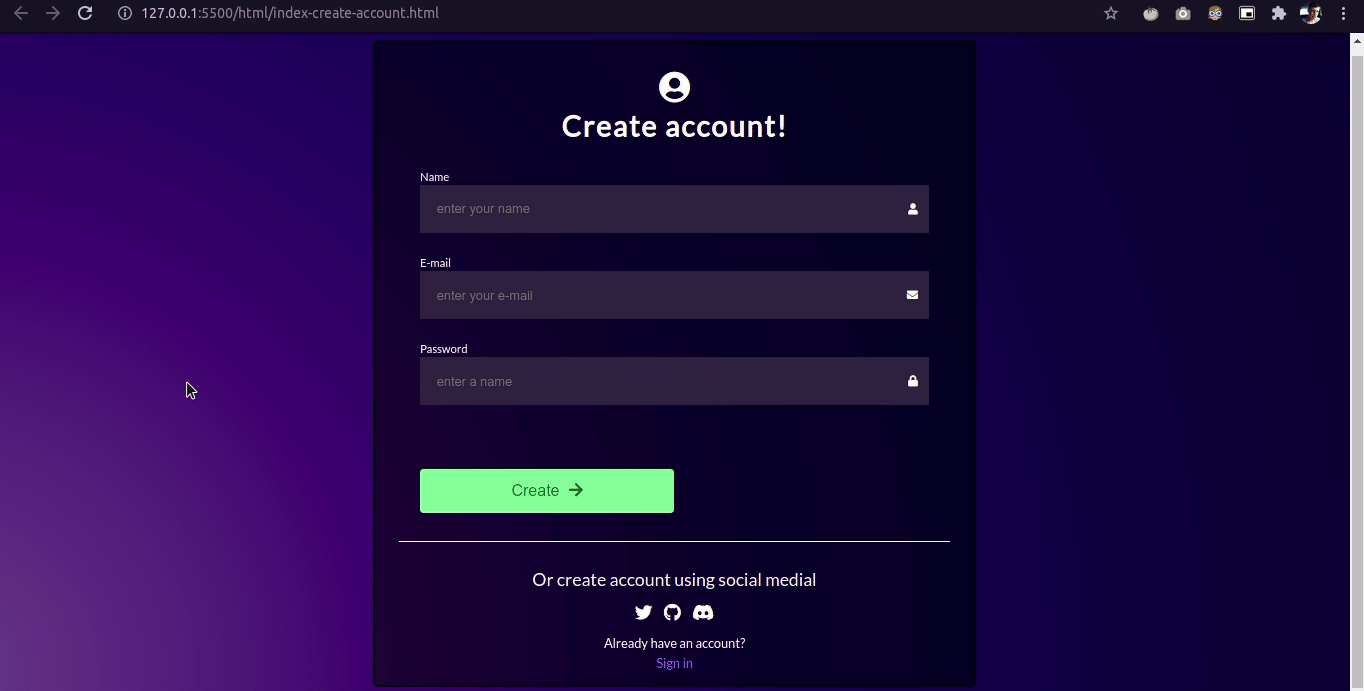 127.0.0.1:5500/html/index-create-account.html
Create account!
Name
enter your name
E-mail
enter your e-mail
Password
enter a name
Create
Or create account using social medial
Already have an account?
Sign in